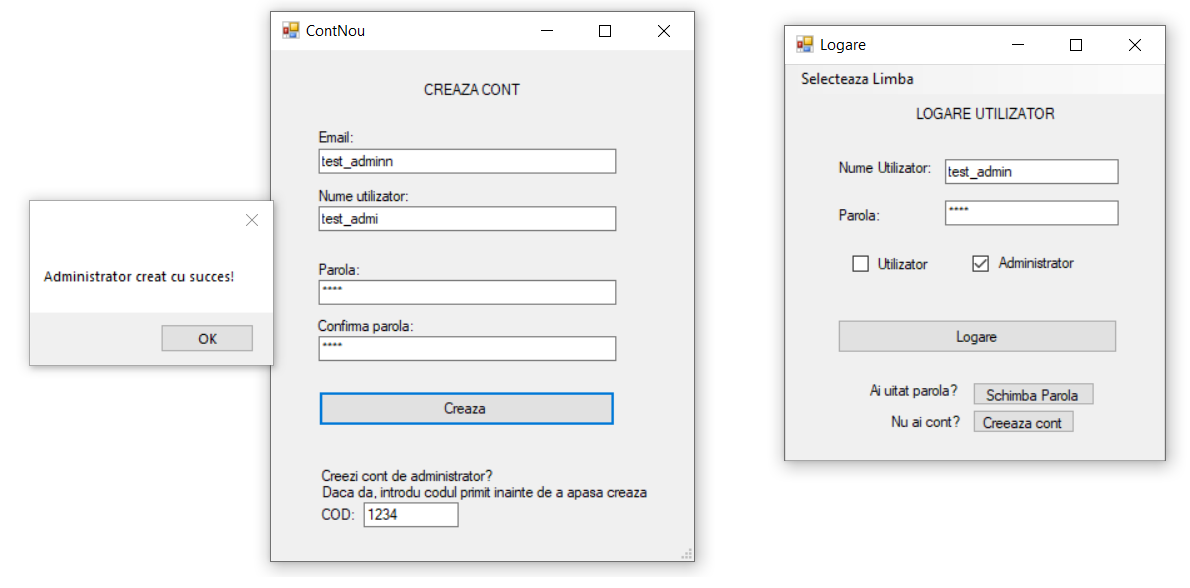 Administrator creat cu succes!
OK
ContNou
CREAZA CONT
Email:
test_adminn
Nume utilizator:
test_admi
Parola:
****
Confirma parola:
****
Creaza
Creezi cont de administrator?
Daca da, introdu codul primit inainte de a apasa creaza
COD: 1234
Logare
Selecteaza Limba
LOGARE UTILIZATOR
Nume Utilizator: test_admin
Parola: ****
Utilizator Administrator
Logare
Ai uitat parola? Schimba Parola
Nu ai cont? Creeaza cont